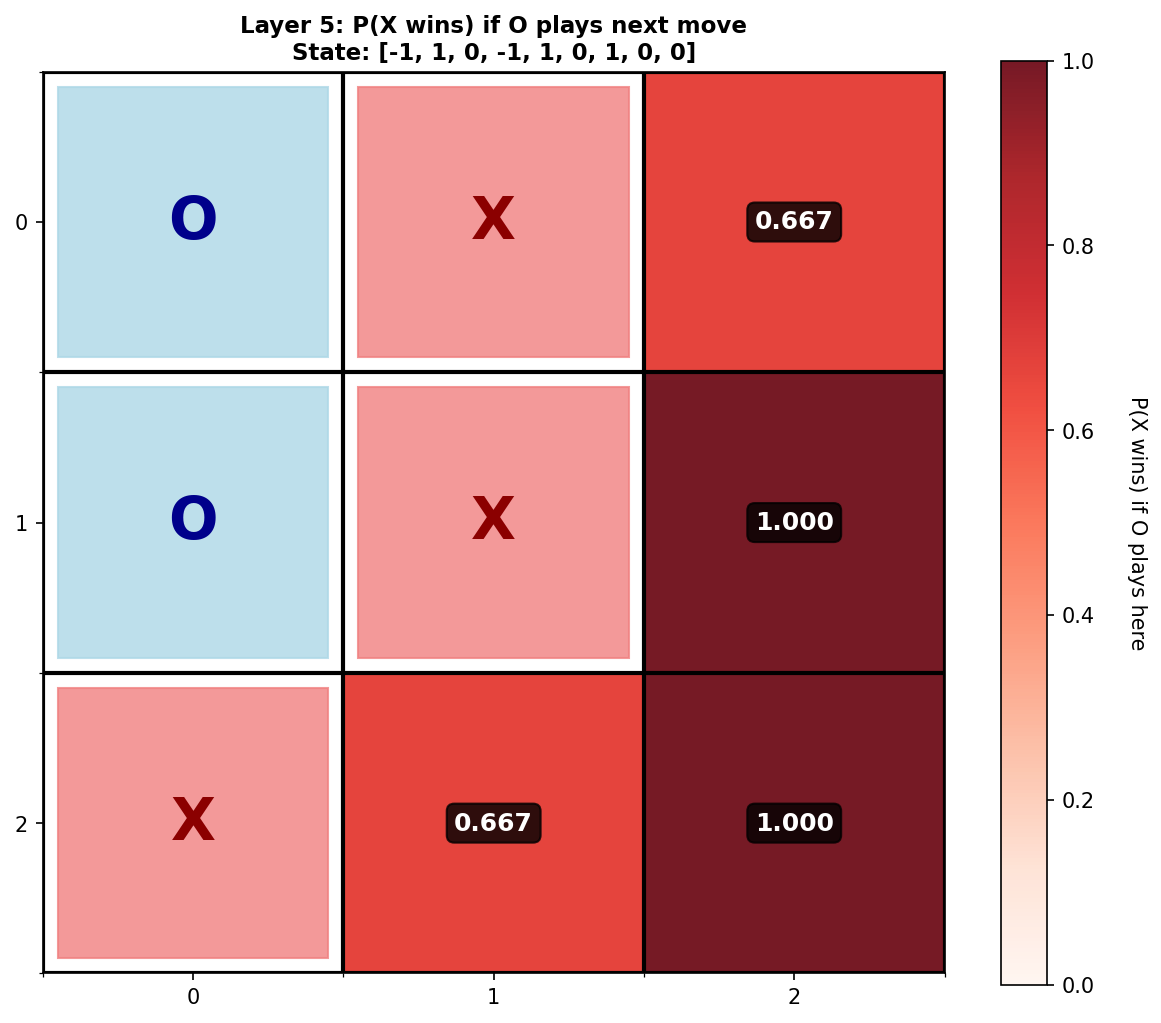 Layer 5: P(X wins) if O plays next move
State: [-1, 1, 0, -1, 1, 0, 1, 0, 0]
0
O
X
0.667
1
O
X
1.000
2
X
0.667
1.000
0
1
2
1.0
0.8
0.6
0.4
0.2
0.0
P(X wins) if O plays here